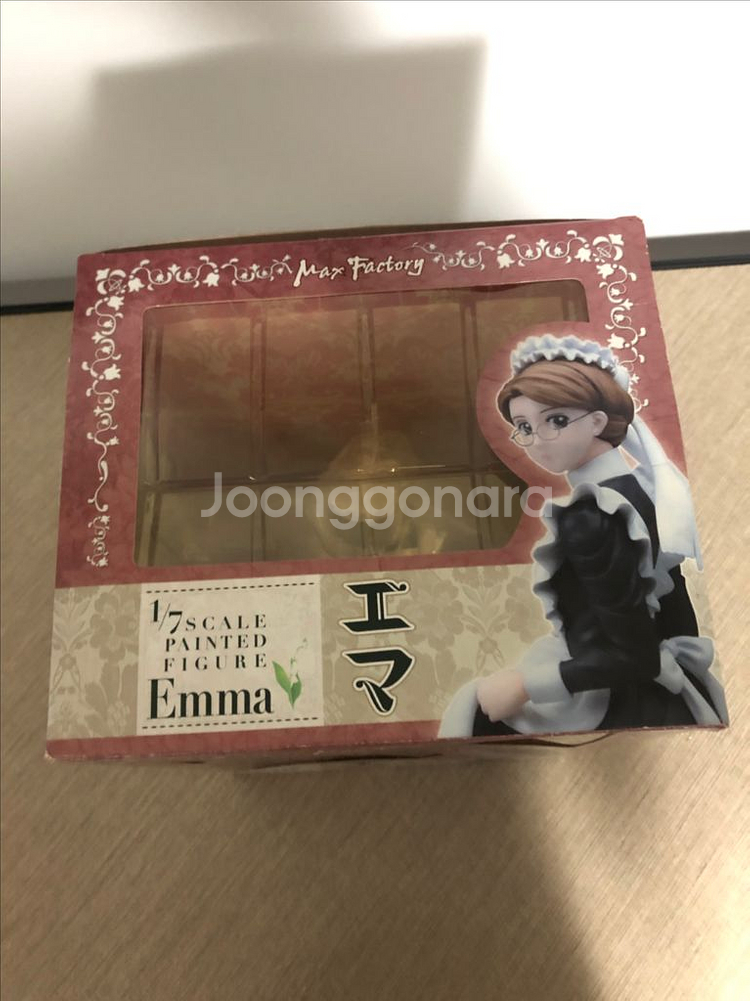 Max Factory
Joonggonara
1/7 SCALE
PAINTED
FIGURE
Emma
エマ